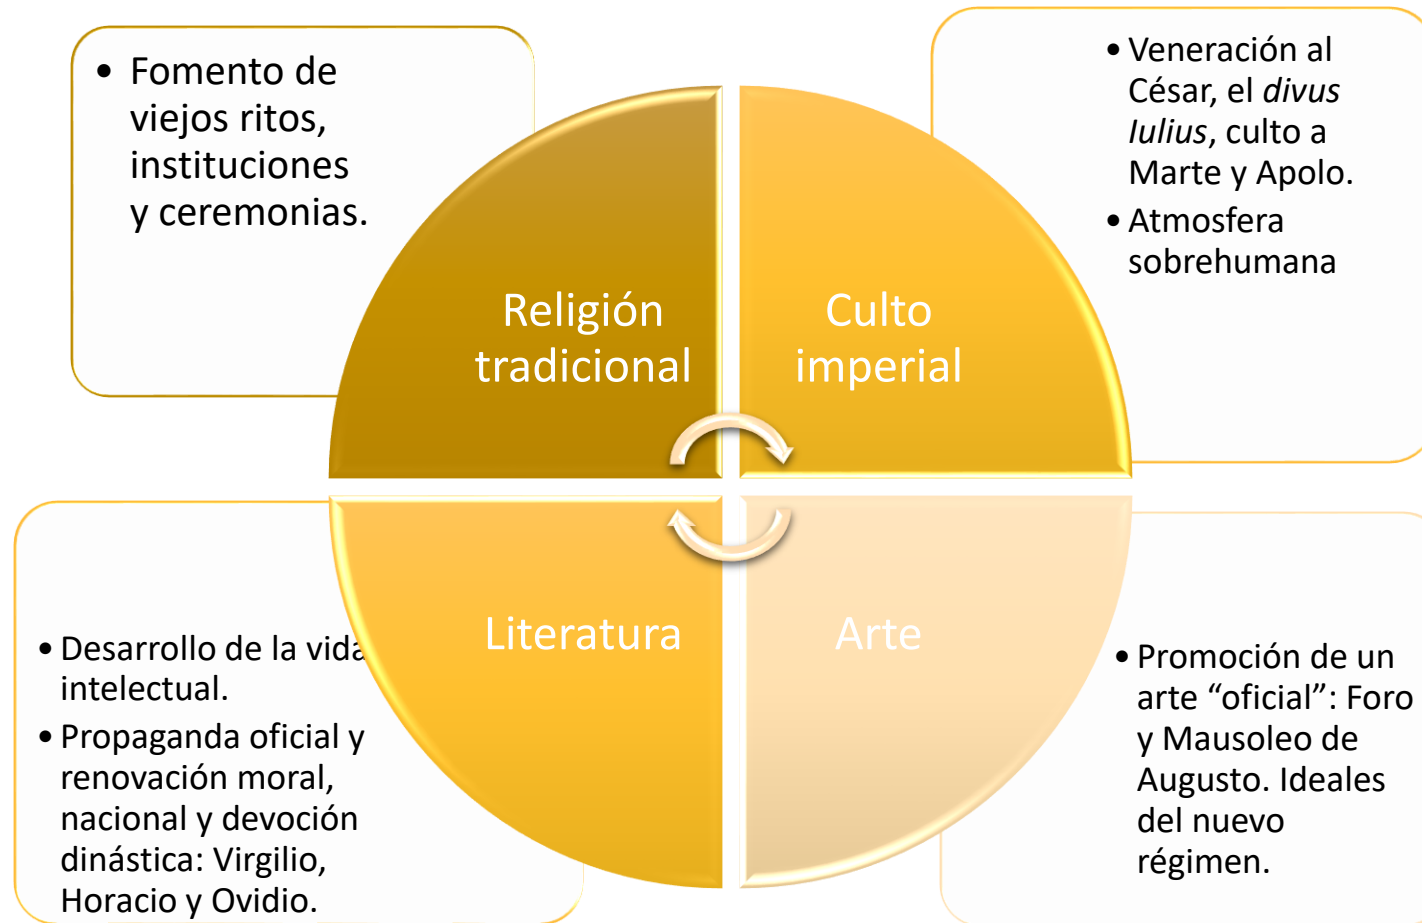 • Fomento de
viejos ritos,
instituciones
y ceremonias.
• Veneración al
César, el divus
Iulius, culto a
Marte y Apolo.
• Atmosfera
sobrehumana
Religión
tradicional
Culto
imperial
Literatura
Arte
• Desarrollo de la vida
intelectual.
• Propaganda oficial y
renovación moral,
nacional y devoción
dinástica: Virgilio,
Horacio y Ovidio.
• Promoción de un
arte “oficial”: Foro
y Mausoleo de
Augusto. Ideales
del nuevo
régimen.